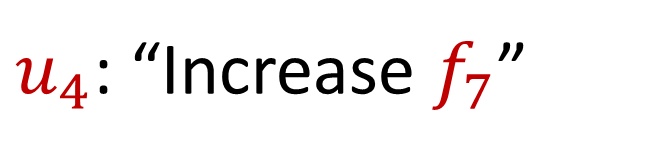 u₄: “Increase f₇”